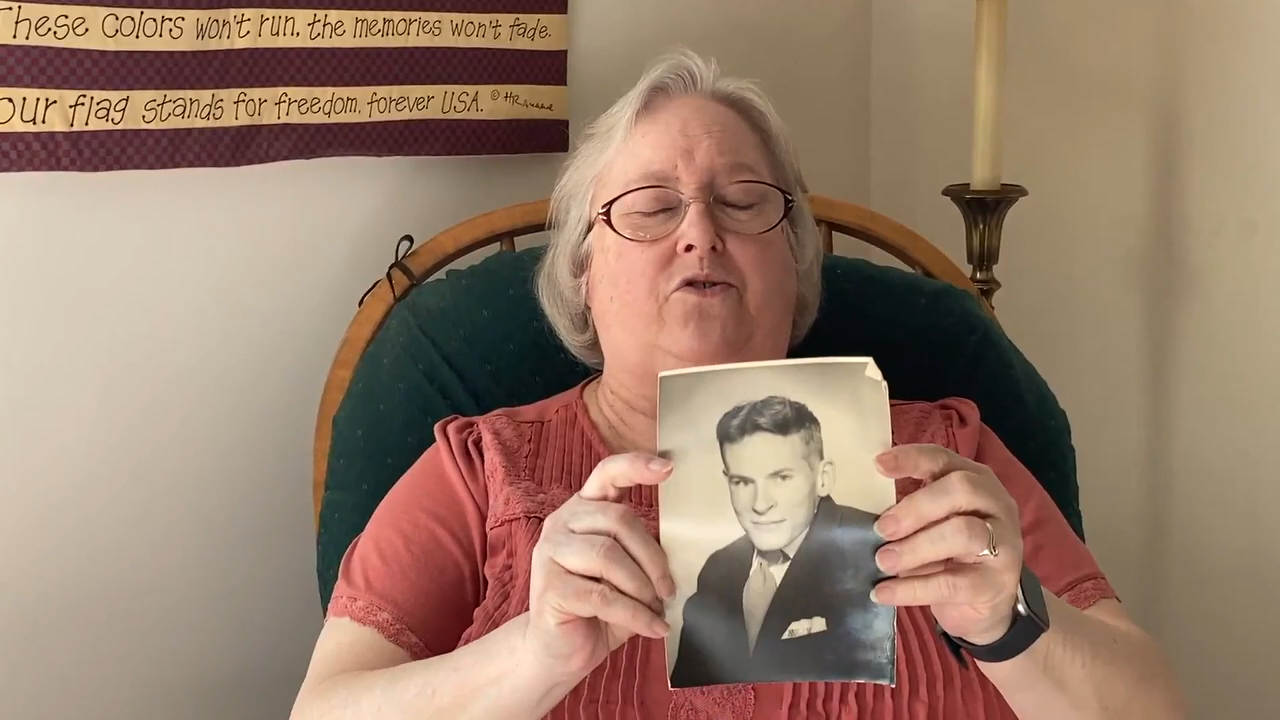 These Colors won't run, the memories won't fade.
Our flag stands for freedom, forever USA. ©